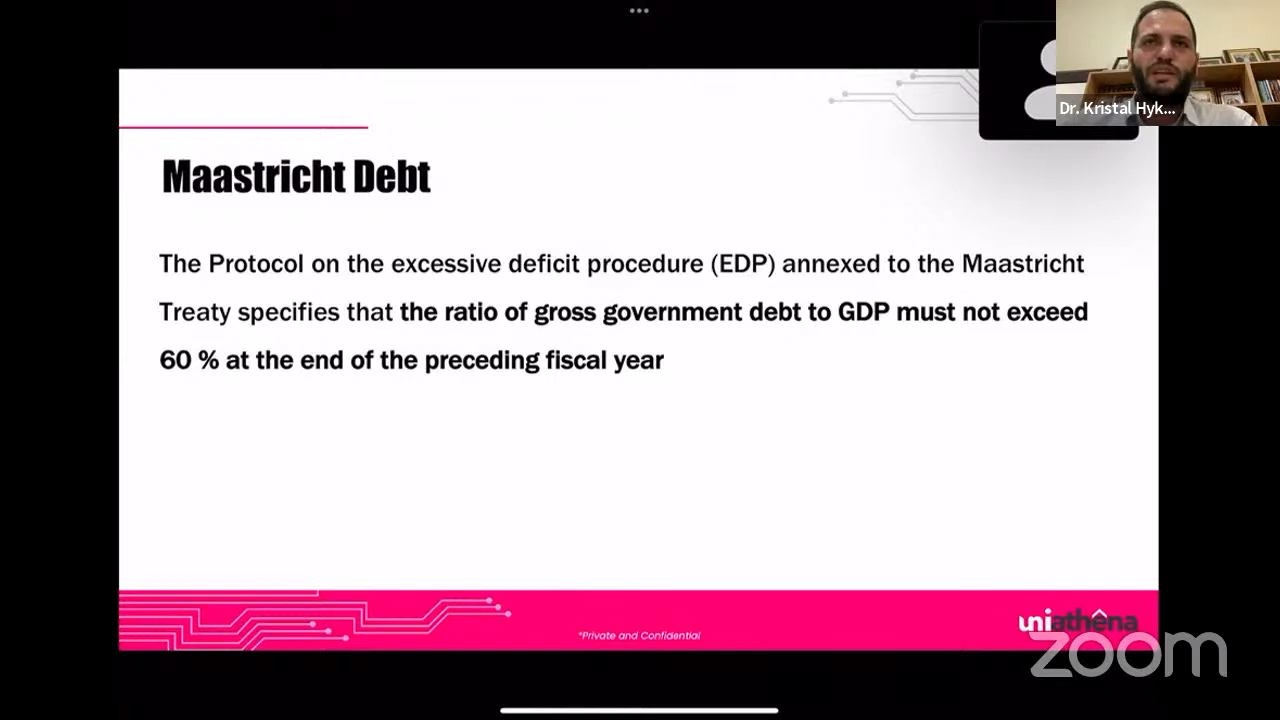 Dr. Kristal Hyk...
Maastricht Debt
The Protocol on the excessive deficit procedure (EDP) annexed to the Maastricht
Treaty specifies that the ratio of gross government debt to GDP must not exceed
60 % at the end of the preceding fiscal year
*Private and Confidential
uniathena
zoom